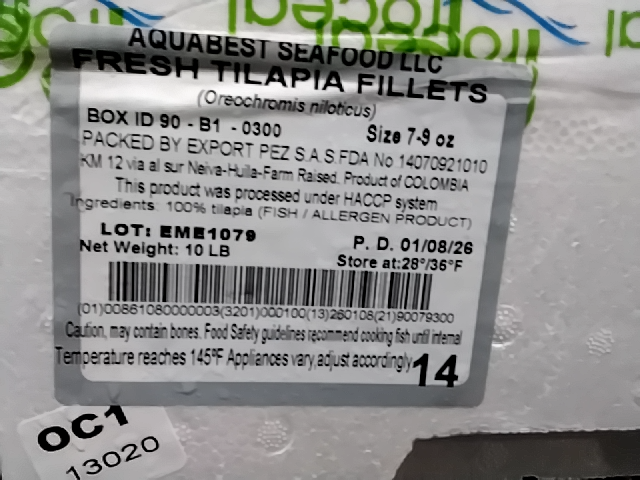 AQUABEST SEAFOOD LLC
FRESH TILAPIA FILLETS
(Oreochromis niloticus)
BOX ID 90 - B1 - 0300 Size 7-9 oz
PACKED BY EXPORT PEZ S.A.S.FDA No 14070921010
KM 12 via al sur Neiva-Huila-Farm Raised. Product of COLOMBIA
This product was processed under HACCP system
Ingredients: 100% tilapia (FISH / ALLERGEN PRODUCT)
LOT: EME1079 P. D. 01/08/26
Net Weight: 10 LB Store at:28°/36°F
(01)00861080000003(3201)000100(13)260108(21)90079300
Caution, may contain bones. Food Safety guidelines recommend cooking fish until internal
Temperature reaches 145°F Appliances vary,adjust accordingly 14
OC1
13020